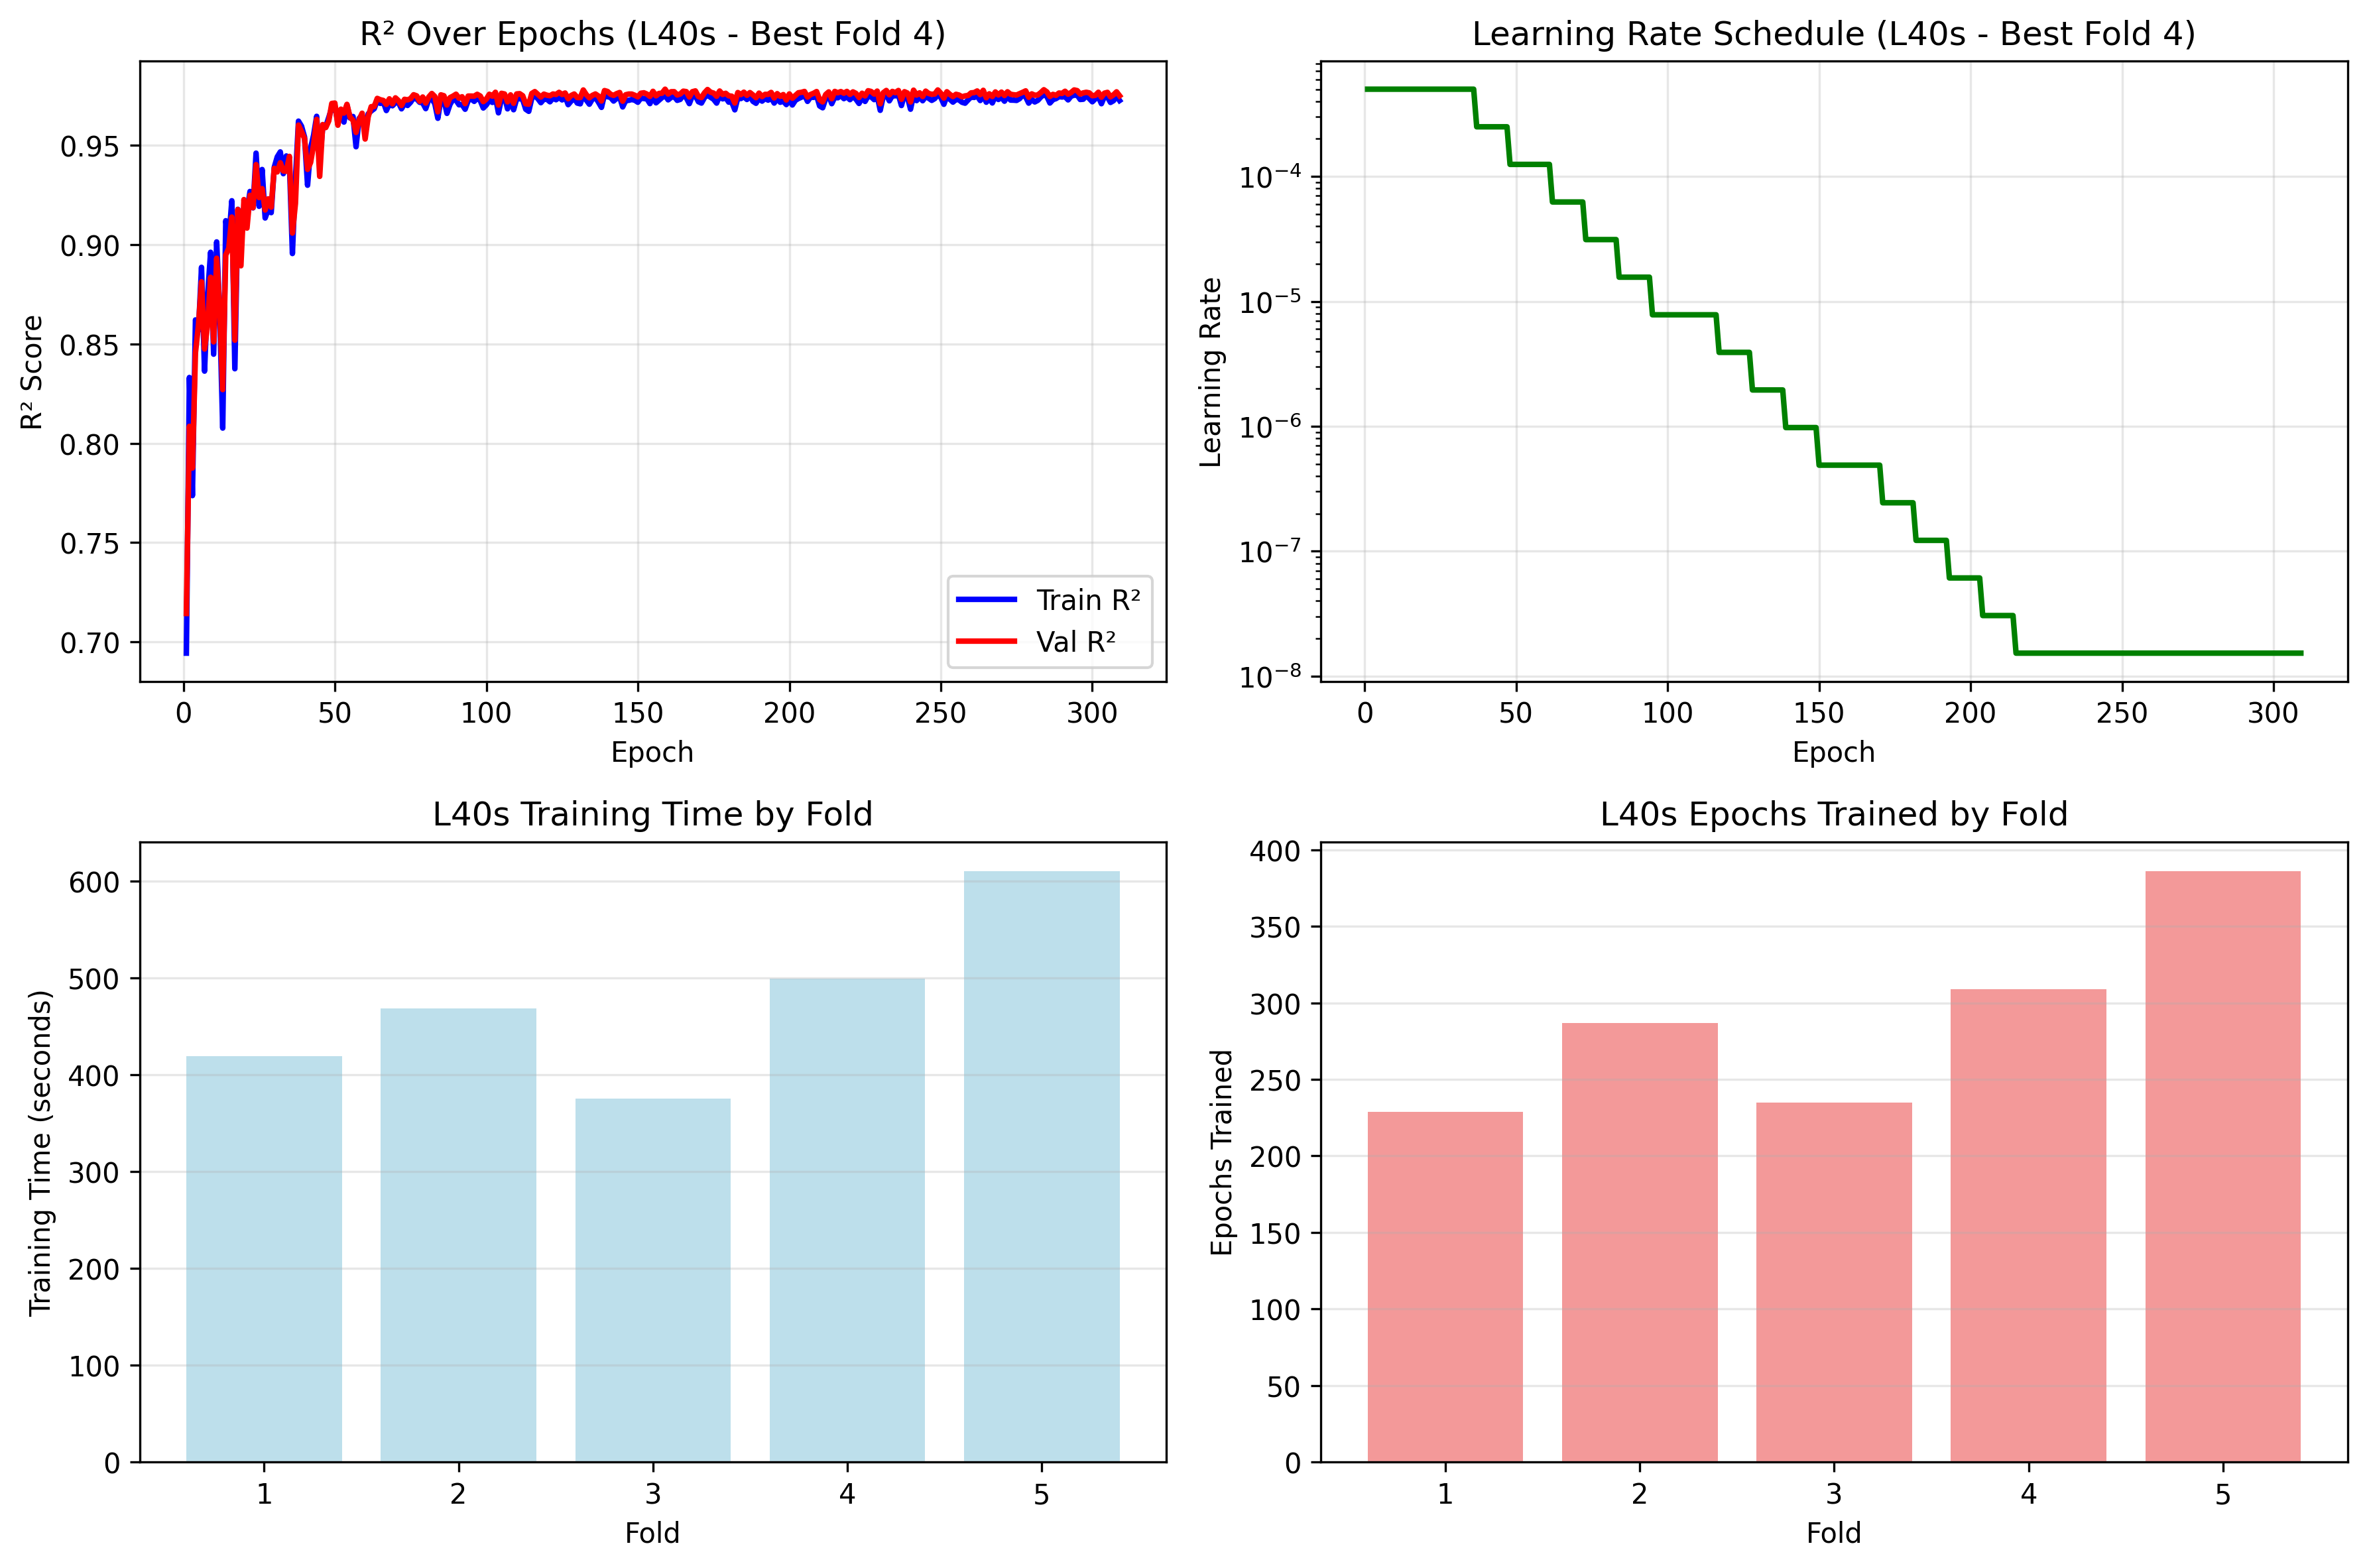 R² Over Epochs (L40s - Best Fold 4)
R² Score
0.95
0.90
0.85
0.80
0.75
0.70
Train R²
Val R²
0 50 100 150 200 250 300
Epoch
Learning Rate Schedule (L40s - Best Fold 4)
Learning Rate
10⁻⁴
10⁻⁵
10⁻⁶
10⁻⁷
10⁻⁸
0 50 100 150 200 250 300
Epoch
L40s Training Time by Fold
Training Time (seconds)
600
500
400
300
200
100
0
1 2 3 4 5
Fold
L40s Epochs Trained by Fold
Epochs Trained
400
350
300
250
200
150
100
50
0
1 2 3 4 5
Fold